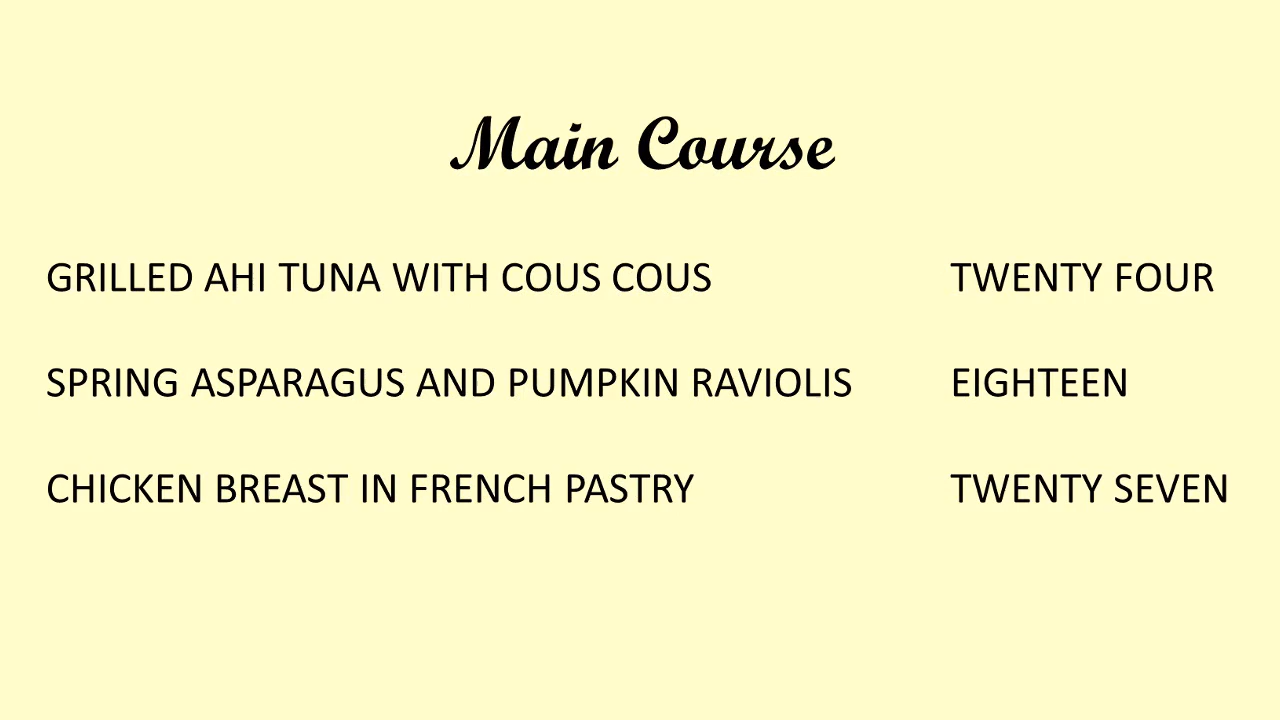 Main Course
GRILLED AHI TUNA WITH COUS COUS TWENTY FOUR
SPRING ASPARAGUS AND PUMPKIN RAVIOLIS EIGHTEEN
CHICKEN BREAST IN FRENCH PASTRY TWENTY SEVEN